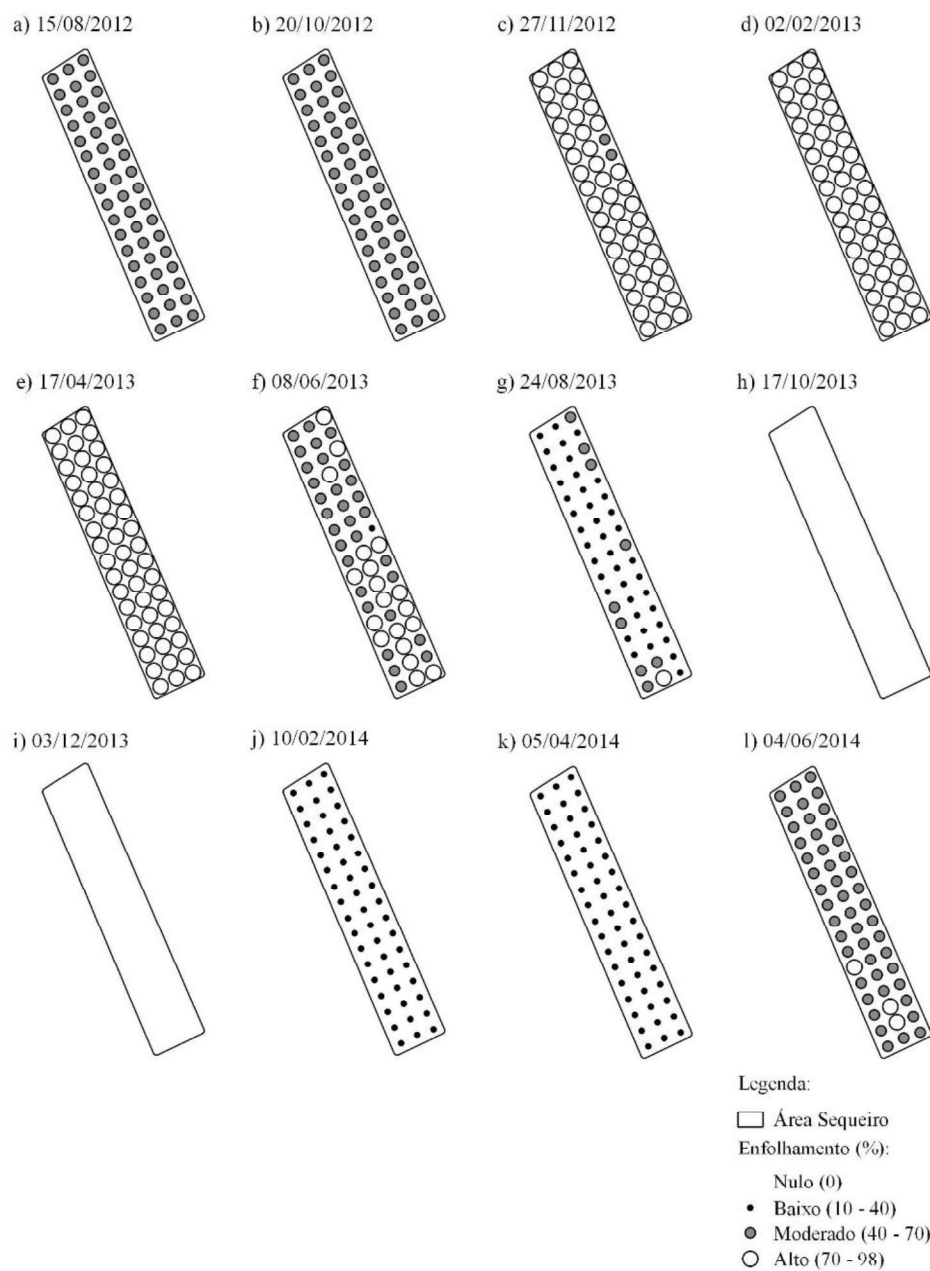 a) 15/08/2012
b) 20/10/2012
c) 27/11/2012
d) 02/02/2013
e) 17/04/2013
f) 08/06/2013
g) 24/08/2013
h) 17/10/2013
i) 03/12/2013
j) 10/02/2014
k) 05/04/2014
l) 04/06/2014
Legenda:
Área Sequeiro
Enfolhamento (%):
Nulo (0)
Baixo (10 - 40)
Moderado (40 - 70)
Alto (70 - 98)